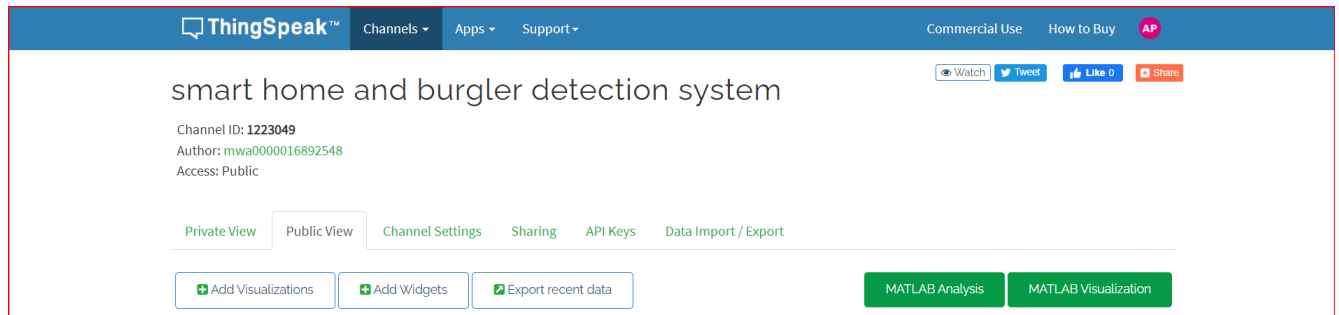 ThingSpeak™ Channels Apps Support Commercial Use How to Buy AP
Watch Tweet Like 0 Share
smart home and burgler detection system
Channel ID: 1223049
Author: mwa0000016892548
Access: Public
Private View Public View Channel Settings Sharing API Keys Data Import / Export
Add Visualizations Add Widgets Export recent data MATLAB Analysis MATLAB Visualization